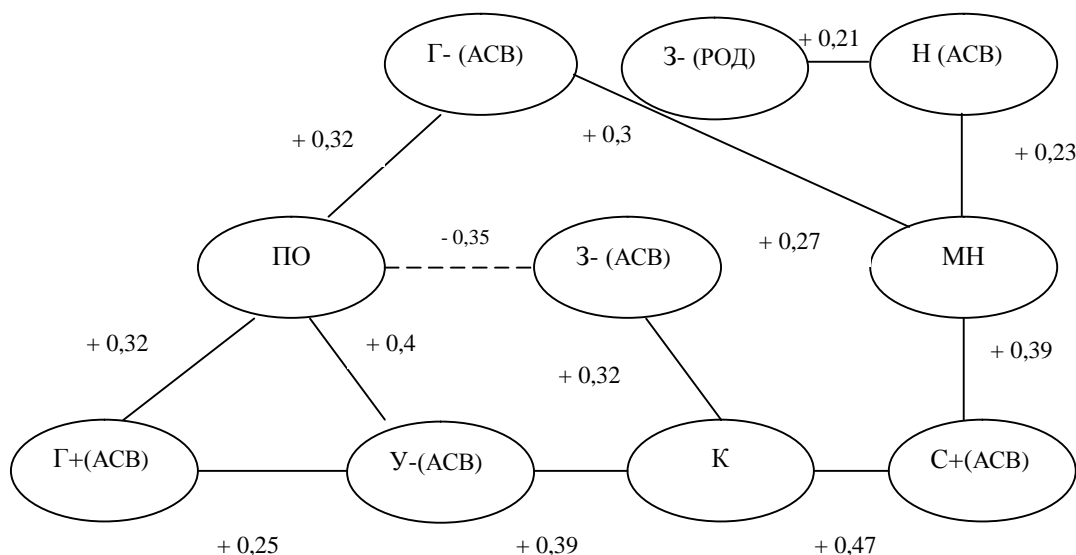 Г- (АСВ)
З- (РОД)
+ 0,21
Н (АСВ)
+ 0,32
+ 0,3
+ 0,23
ПО
- 0,35
З- (АСВ)
+ 0,27
МН
+ 0,32
+ 0,4
+ 0,32
+ 0,39
Г+(АСВ)
У-(АСВ)
К
С+(АСВ)
+ 0,25
+ 0,39
+ 0,47